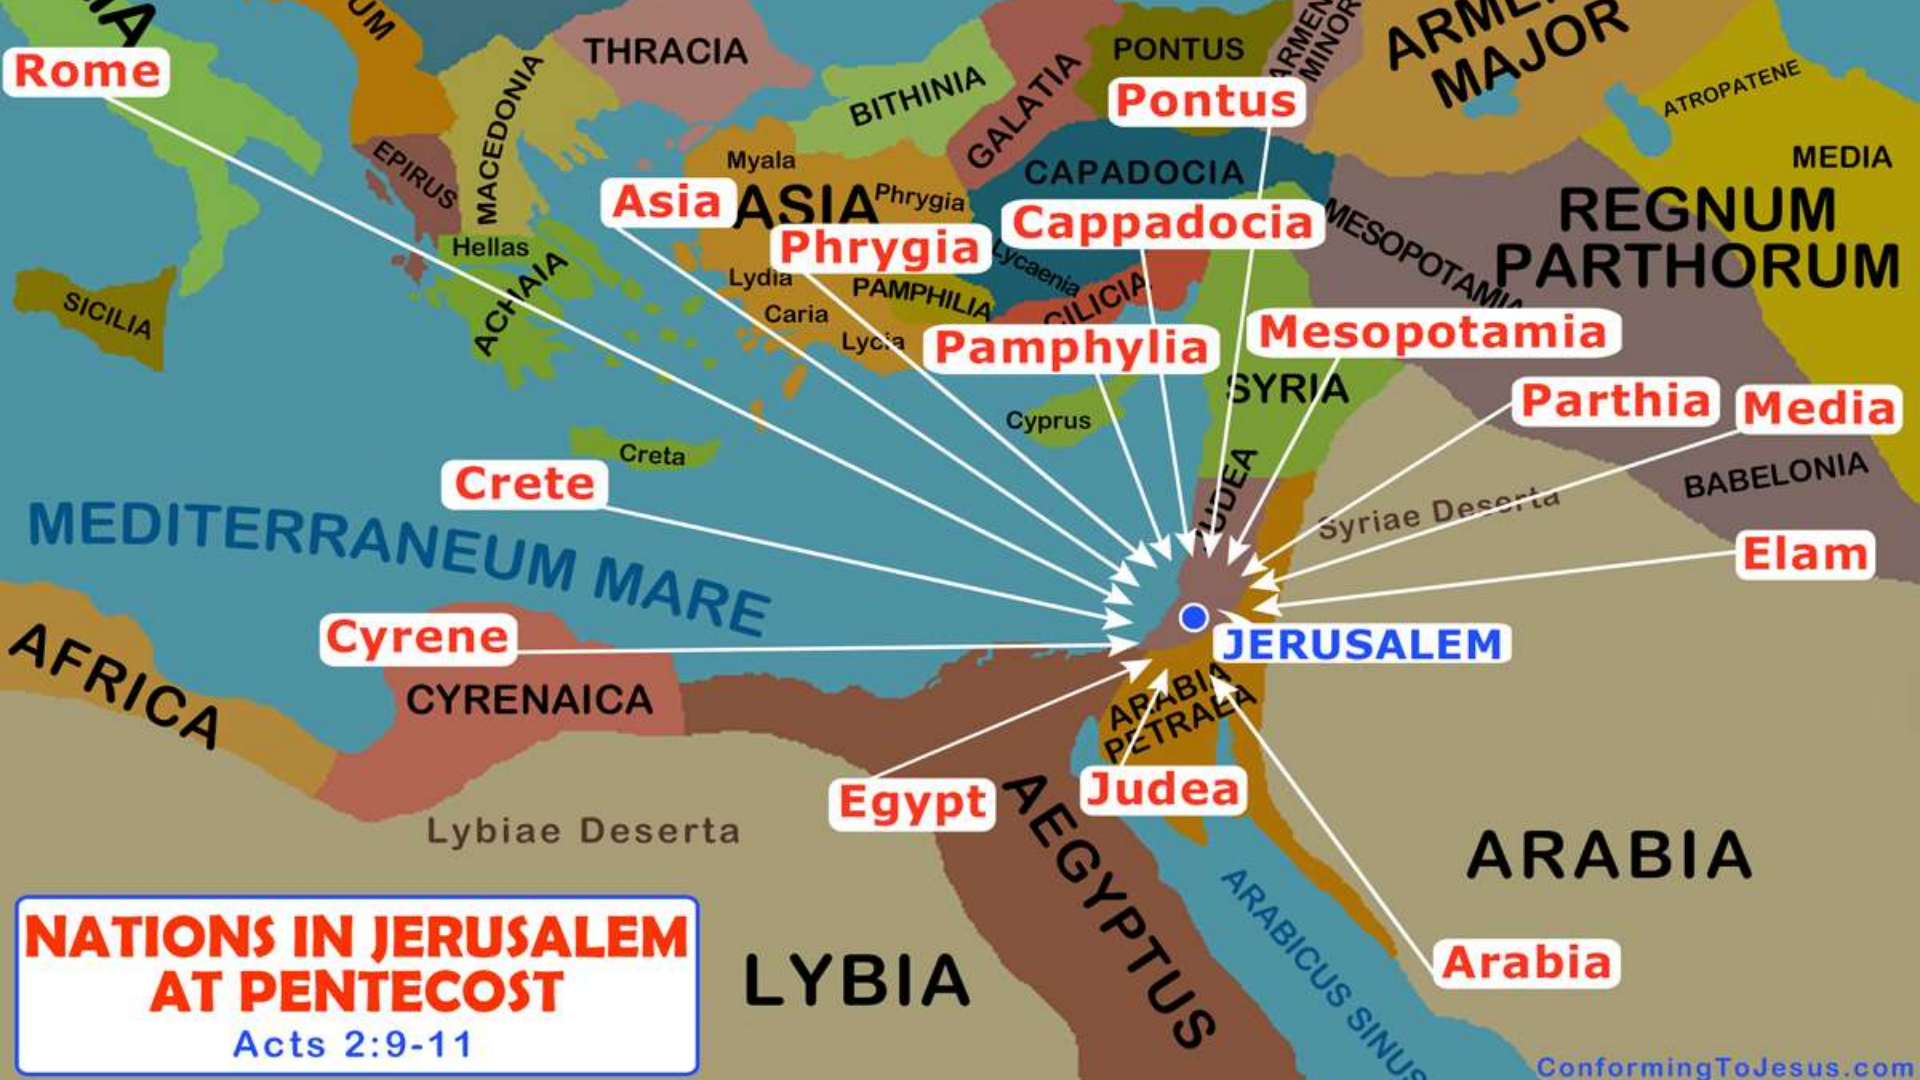 THRACIA
PONTUS
ARMENIA
MINOR
MAJOR
Rome
MACEDONIA
BITHINIA
GALATIA
Pontus
ATROPATENE
EPIRUS
Myala
CAPADOCIA
MEDIA
Asia
ASIA
Phrygia
Phrygia
Cappadocia
MESOPOTAMIA
REGNUM
PARTHORUM
Hellas
ACHAIA
Lycaenia
Lydia
PAMPHILIA
CILICIA
SICILIA
Caria
Lycia
Pamphylia
Mesopotamia
SYRIA
Parthia
Media
Cyprus
Creta
Crete
JUDEA
Syriae Deserta
BABELONIA
MEDITERRANEUM MARE
Elam
AFRICA
Cyrene
JERUSALEM
CYRENAICA
ARABIA
PETRAEA
Egypt
Judea
Lybiae Deserta
AEGYPTUS
ARABIA
ARABICUS SINUS
Arabia
LYBIA
NATIONS IN JERUSALEM
AT PENTECOST
Acts 2:9-11
ConformingToJesus.com